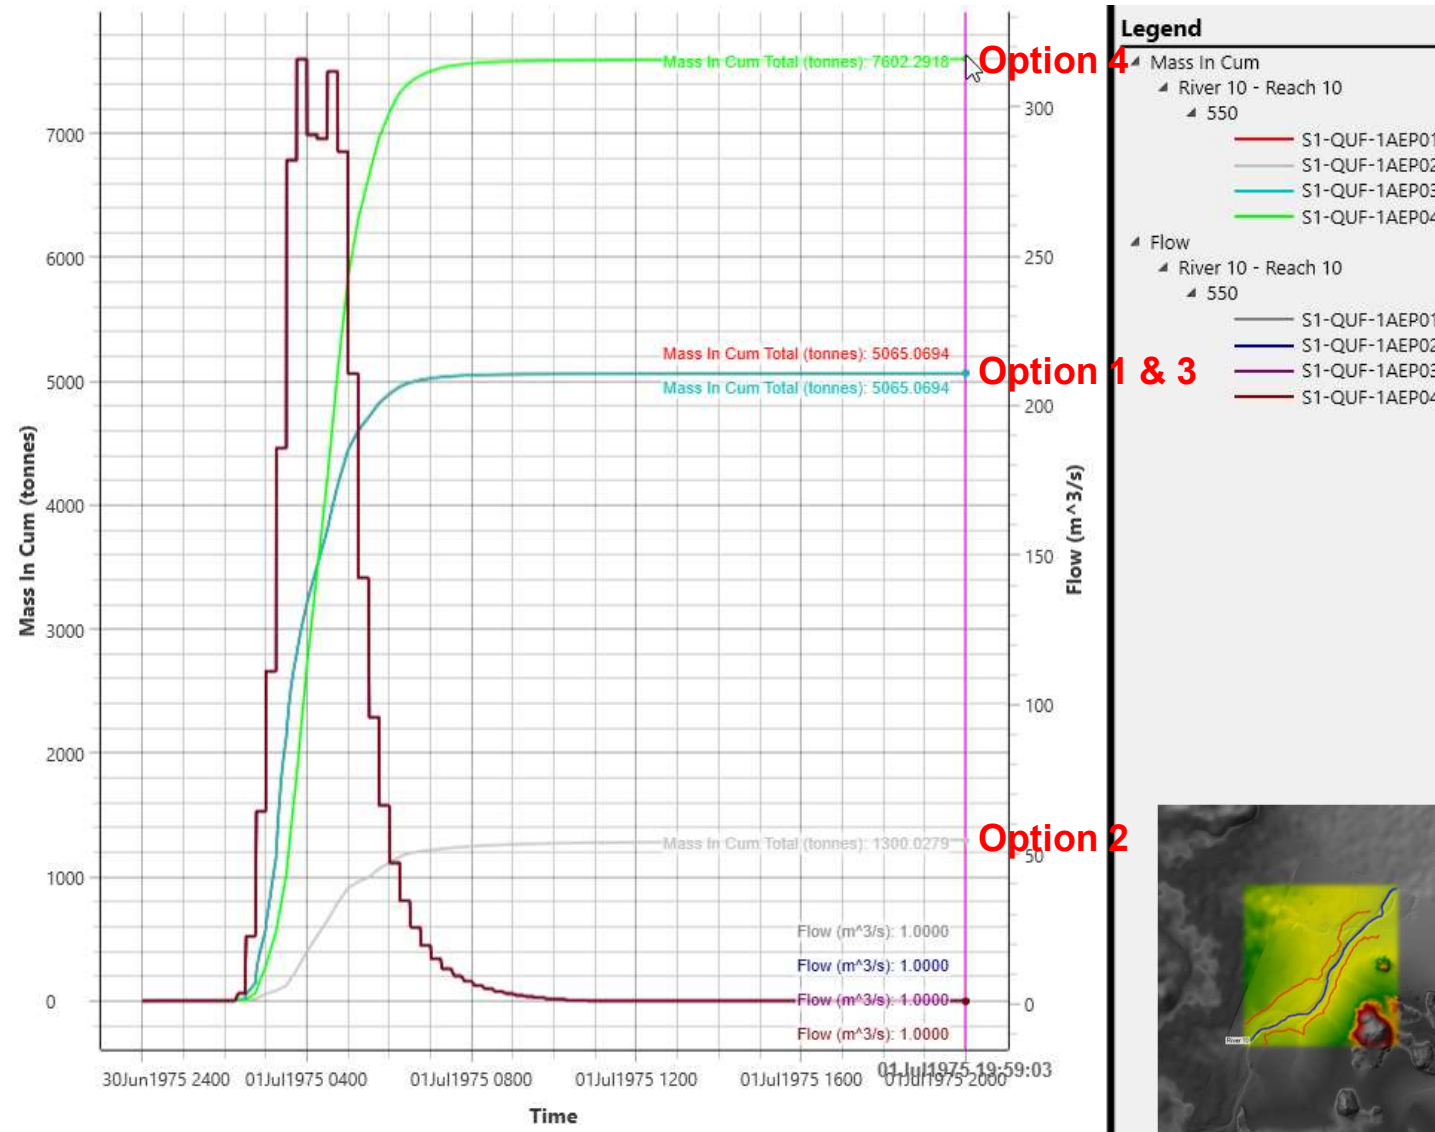 Mass In Cum (tonnes)
7000
6000
5000
4000
3000
2000
1000
0
Mass In Cum Total (tonnes): 7602.2918
Option 4
Mass In Cum Total (tonnes): 5065.0694
Mass In Cum Total (tonnes): 5065.0694
Option 1 & 3
Mass In Cum Total (tonnes): 1300.0279
Option 2
Flow (m^3/s): 1.0000
Flow (m^3/s): 1.0000
Flow (m^3/s): 1.0000
Flow (m^3/s): 1.0000
300
250
200
150
100
50
0
Flow (m^3/s)
30Jun1975 2400 01Jul1975 0400 01Jul1975 0800 01Jul1975 1200 01Jul1975 1600 01Jul1975 2000
01Jul1975 19:59:03
Time
Legend
Mass In Cum
River 10 - Reach 10
550
S1-QUF-1AEP01
S1-QUF-1AEP02
S1-QUF-1AEP03
S1-QUF-1AEP04
Flow
River 10 - Reach 10
550
S1-QUF-1AEP01
S1-QUF-1AEP02
S1-QUF-1AEP03
S1-QUF-1AEP04
River 10